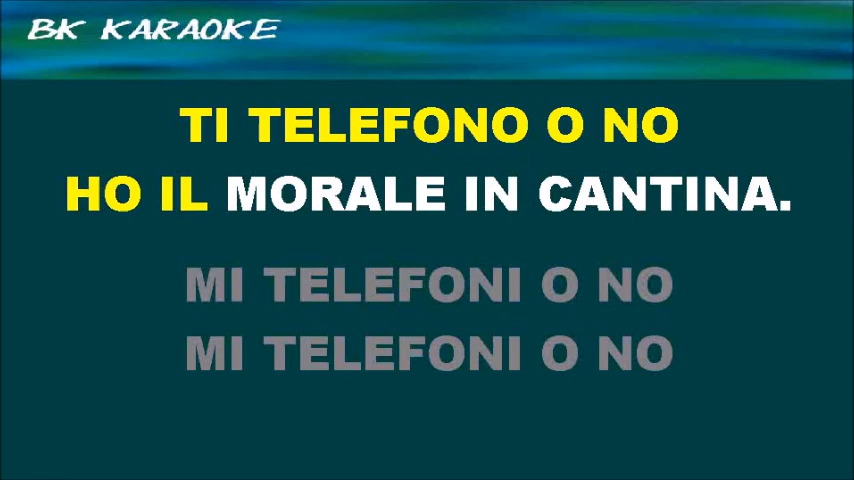 BK KARAOKE
TI TELEFONO O NO
HO IL MORALE IN CANTINA.
MI TELEFONI O NO
MI TELEFONI O NO